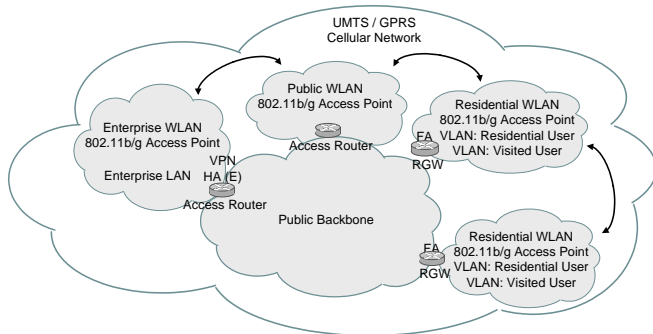 UMTS / GPRS
Cellular Network
Public WLAN
802.11b/g Access Point
Access Router
Enterprise WLAN
802.11b/g Access Point
Enterprise LAN
VPN
HA (E)
Access Router
Public Backbone
Residential WLAN
802.11b/g Access Point
VLAN: Residential User
VLAN: Visited User
FA
RGW
Residential WLAN
802.11b/g Access Point
VLAN: Residential User
VLAN: Visited User
FA
RGW